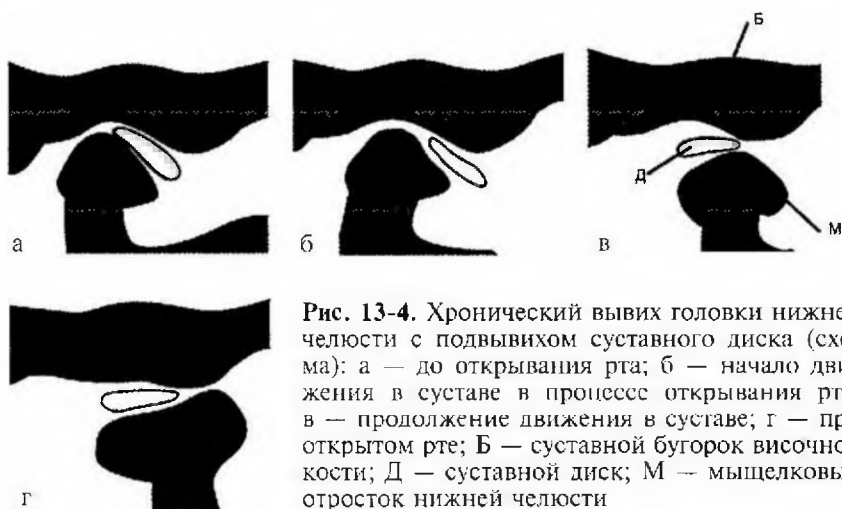 Б
Д
М
а
б
в
г
Рис. 13-4. Хронический вывих головки нижне
челюсти с подвывихом суставного диска (схе
ма): а — до открывания рта; б — начало дви
жения в суставе в процессе открывания рт
в — продолжение движения в суставе; г — пр
открытом рте; Б — суставной бугорок височно
кости; Д — суставной диск; М — мыщелковы
отросток нижней челюсти